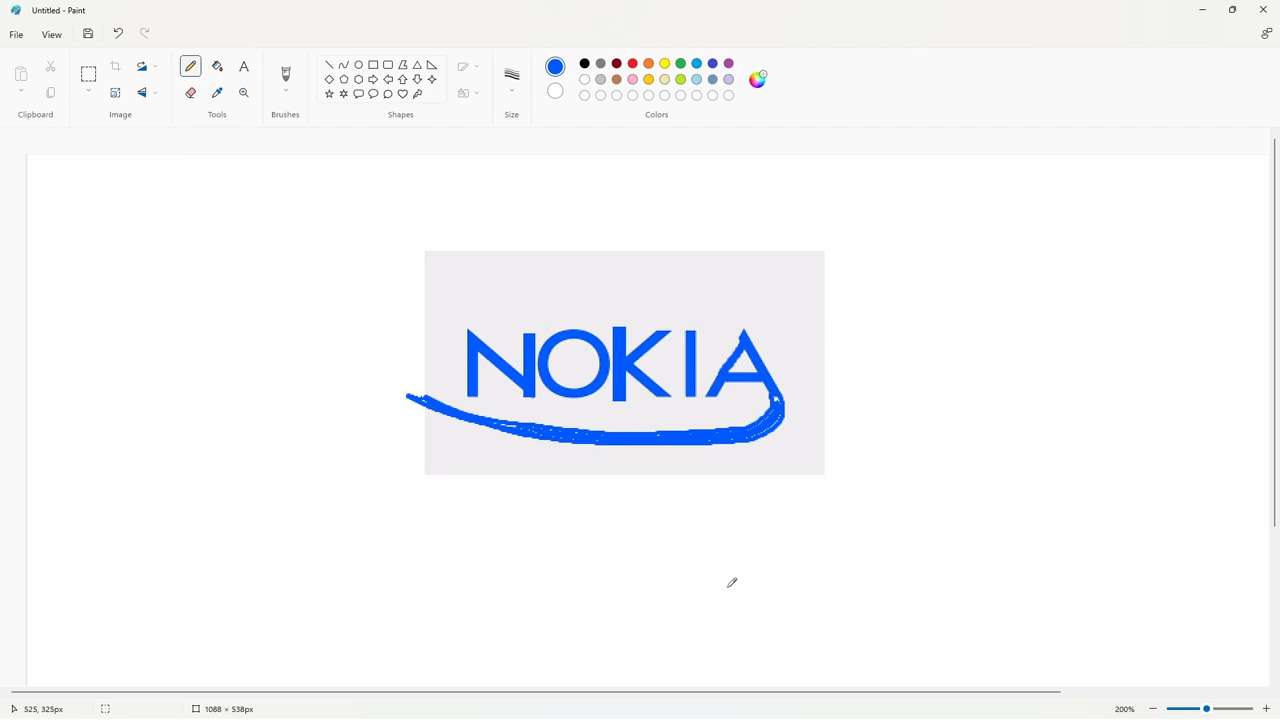 Untitled - Paint
File View
Clipboard Image Tools Brushes Shapes Size Colors
NOKIA
525, 325px 1088 × 538px 200%